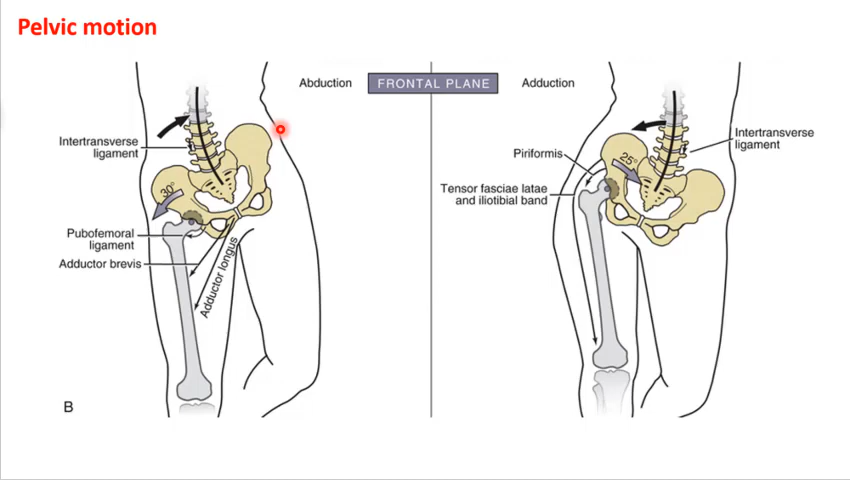 Pelvic motion
Abduction
FRONTAL PLANE
Adduction
Intertransverse
ligament
30°
Pubofemoral
ligament
Adductor brevis
Adductor longus
Piriformis
25°
Tensor fasciae latae
and iliotibial band
Intertransverse
ligament
B